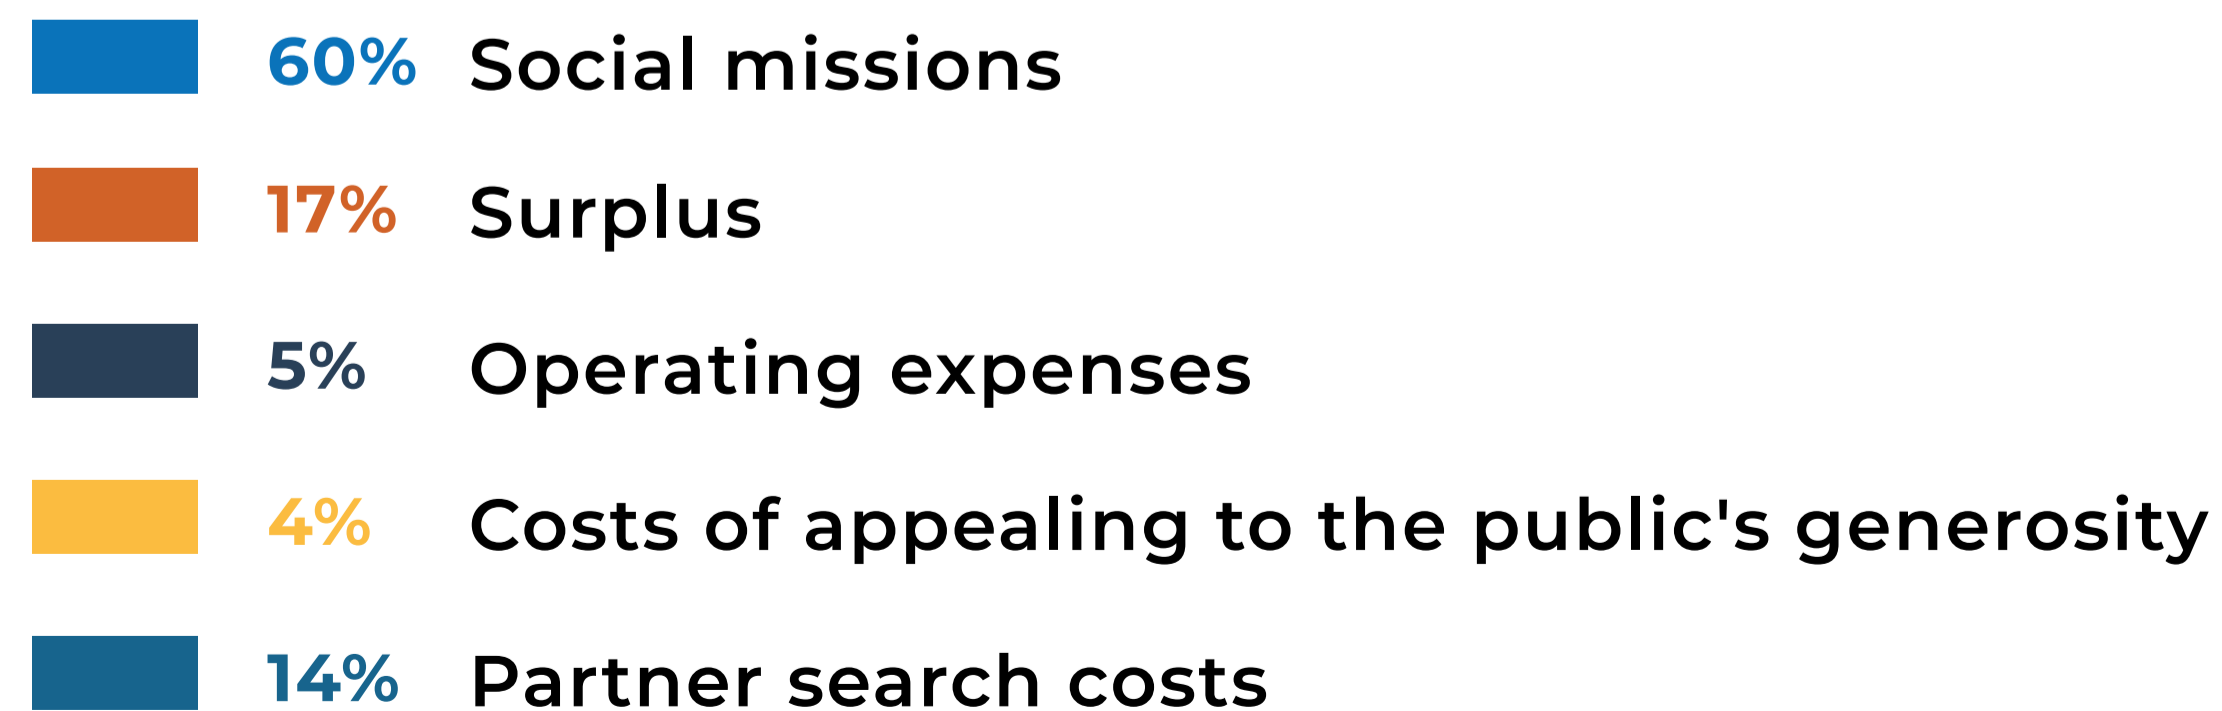 60% Social missions
17% Surplus
5% Operating expenses
4% Costs of appealing to the public's generosity
14% Partner search costs